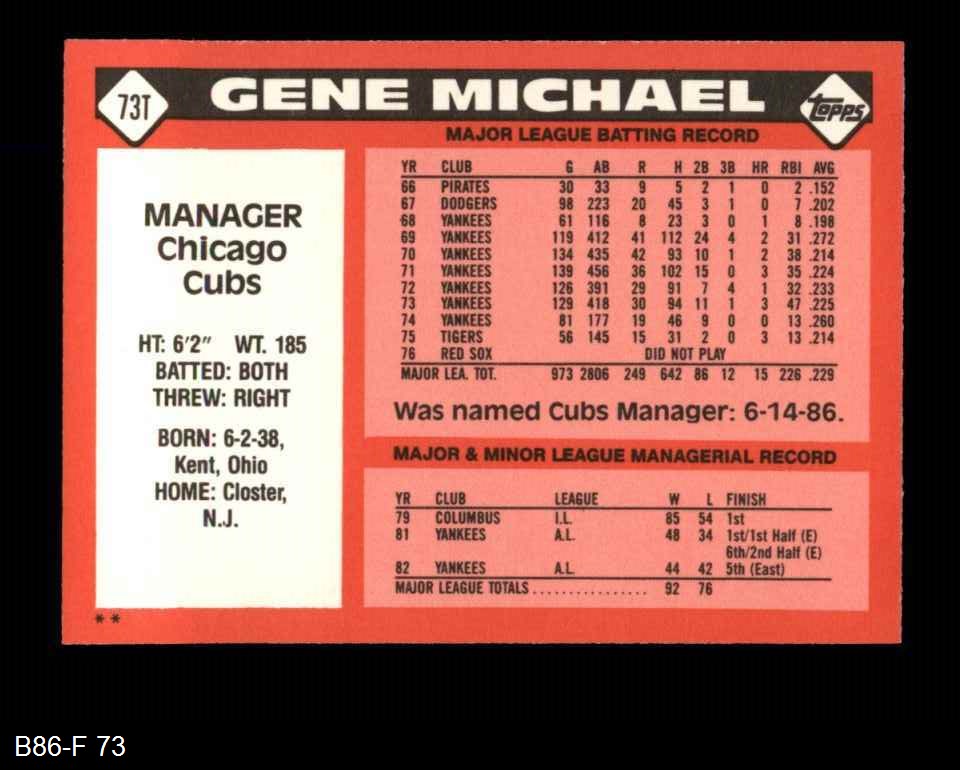 73T GENE MICHAEL TOPPS
MAJOR LEAGUE BATTING RECORD
MANAGER
Chicago
Cubs
HT: 6'2" WT. 185
BATTED: BOTH
THREW: RIGHT
BORN: 6-2-38,
Kent, Ohio
HOME: Closter,
N.J.
YR CLUB G AB R H 2B 3B HR RBI AVG
66 PIRATES 30 33 9 5 2 1 0 2 .152
67 DODGERS 98 223 20 45 3 1 0 7 .202
68 YANKEES 61 116 8 23 3 0 1 8 .198
69 YANKEES 119 412 41 112 24 4 2 31 .272
70 YANKEES 134 435 42 93 10 1 2 38 .214
71 YANKEES 139 456 36 102 15 0 3 35 .224
72 YANKEES 126 391 29 91 7 4 1 32 .233
73 YANKEES 129 418 30 94 11 1 3 47 .225
74 YANKEES 81 177 19 46 9 0 0 13 .260
75 TIGERS 56 145 15 31 2 0 3 13 .214
76 RED SOX DID NOT PLAY
MAJOR LEA. TOT. 973 2806 249 642 86 12 15 226 .229
Was named Cubs Manager: 6-14-86.
MAJOR & MINOR LEAGUE MANAGERIAL RECORD
YR CLUB LEAGUE W L FINISH
79 COLUMBUS I.L. 85 54 1st
81 YANKEES A.L. 48 34 1st/1st Half (E)
6th/2nd Half (E)
82 YANKEES A.L. 44 42 5th (East)
MAJOR LEAGUE TOTALS................. 92 76
**
B86-F 73